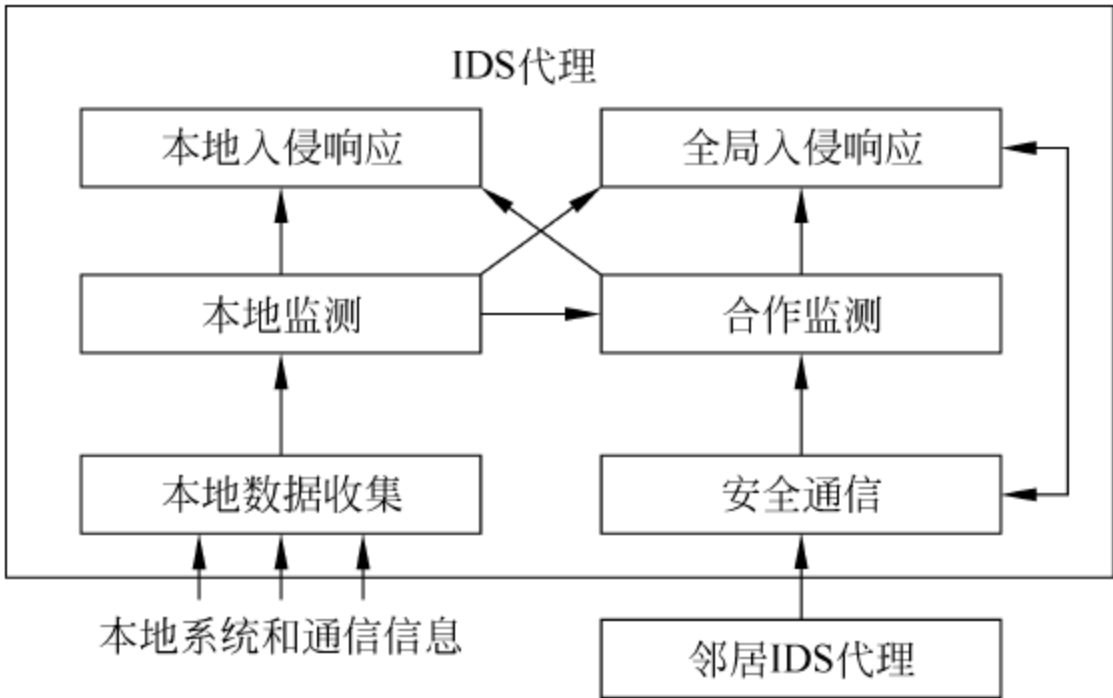 IDS代理
本地入侵响应
全局入侵响应
本地监测
合作监测
本地数据收集
安全通信
本地系统和通信信息
邻居IDS代理